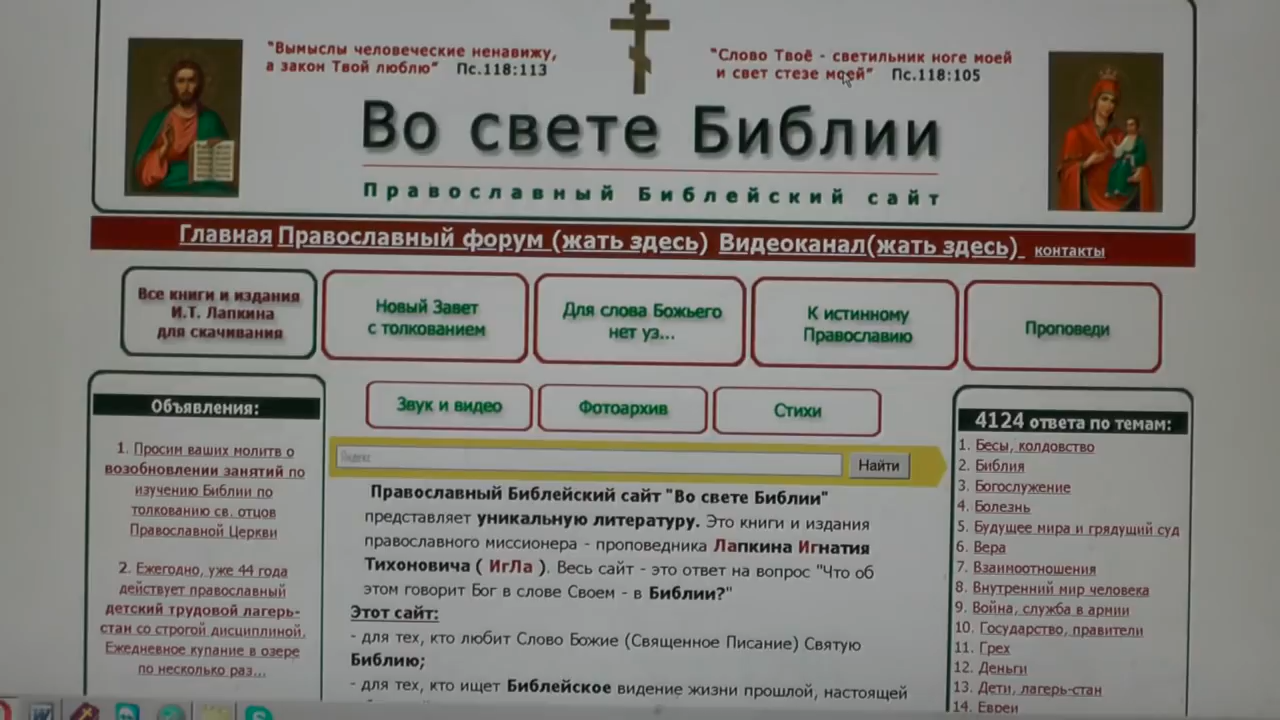 "Вымыслы человеческие ненавижу,
а закон Твой люблю" Пс.118:113
"Слово Твоё - светильник ноге моей
и свет стезе моей" Пс.118:105
Во свете Библии
Православный Библейский сайт
Главная Православный форум (жать здесь) Видеоканал(жать здесь) контакты
Все книги и издания
И.Т. Лапкина
для скачивания
Новый Завет
с толкованием
Для слова Божьего
нет уз...
К истинному
Православию
Проповеди
Звук и видео
Фотоархив
Стихи
Объявления:
1. Просим ваших молитв о
возобновлении занятий по
изучению Библии по
толкованию св. отцов
Православной Церкви
2. Ежегодно, уже 44 года
действует православный
детский трудовой лагерь-
стан со строгой дисциплиной.
Ежедневное купание в озере
по несколько раз...
Яндекс
Найти
Православный Библейский сайт "Во свете Библии"
представляет уникальную литературу. Это книги и издания
православного миссионера - проповедника Лапкина Игнатия
Тихоновича ( ИгЛа ). Весь сайт - это ответ на вопрос "Что об
этом говорит Бог в слове Своем - в Библии?"
Этот сайт:
- для тех, кто любит Слово Божие (Священное Писание) Святую
Библию;
- для тех, кто ищет Библейское видение жизни прошлой, настоящей
4124 ответа по темам:
1. Бесы, колдовство
2. Библия
3. Богослужение
4. Болезнь
5. Будущее мира и грядущий суд
6. Вера
7. Взаимоотношения
8. Внутренний мир человека
9. Война, служба в армии
10. Государство, правители
11. Грех
12. Деньги
13. Дети, лагерь-стан
14. Евреи